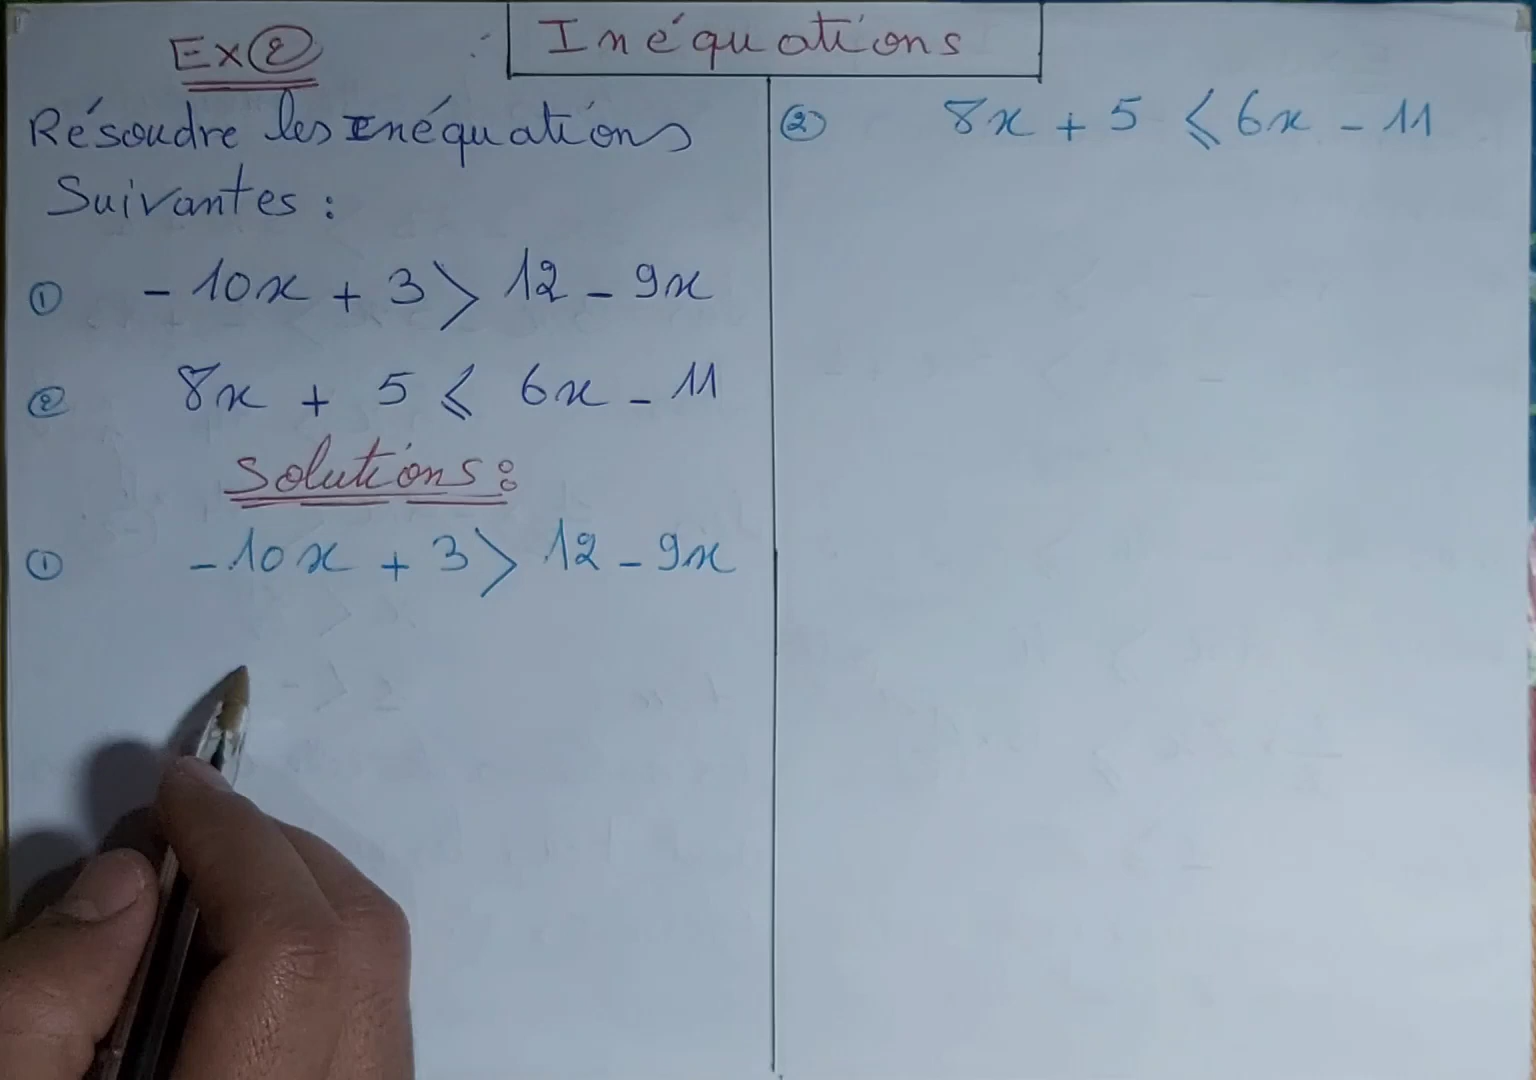 Inéquations
Ex②
Résoudre les Inéquations
Suivantes :
① - 10x + 3 > 12 - 9x
② 8x + 5 ⩽ 6x - 11
Solutions :
① - 10x + 3 > 12 - 9x
② 8x + 5 ⩽ 6x - 11